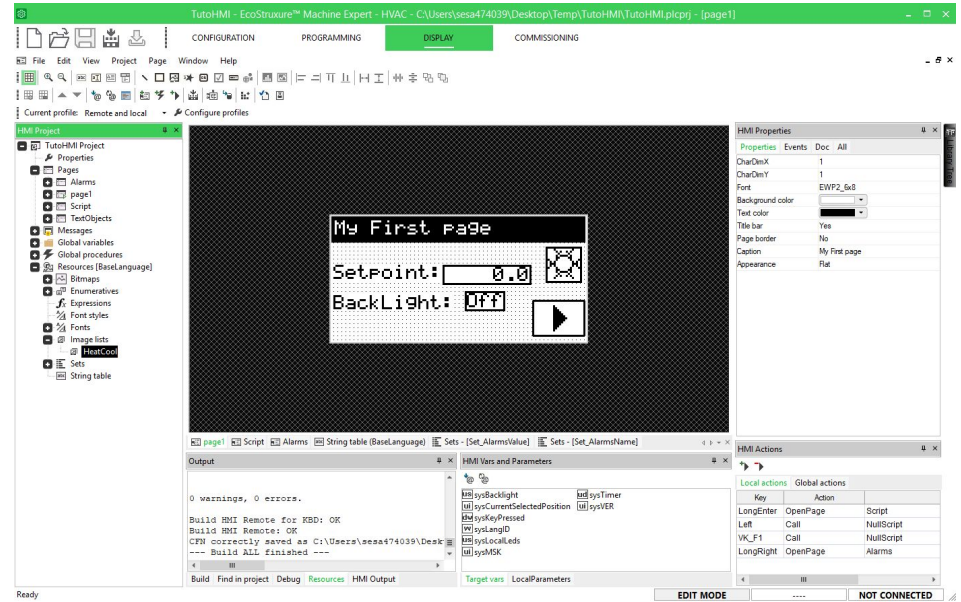 TutoHMI - EcoStruxure™ Machine Expert - HVAC - C:\Users\sesa474039\Desktop\Temp\TutoHMI\TutoHMI.plcprj - [page1]
CONFIGURATION PROGRAMMING DISPLAY COMMISSIONING
File Edit View Project Page Window Help
Current profile: Remote and local Configure profiles
HMI Project
TutoHMI Project
Properties
Pages
Alarms
page1
Script
TextObjects
Messages
Global variables
Global procedures
Resources [BaseLanguage]
Bitmaps
Enumeratives
Expressions
Font styles
Fonts
Image lists
HeatCool
Sets
String table
My First page
Setpoint: 0.0
BackLight: Off
page1 Script Alarms String table (BaseLanguage) Sets - [Set_AlarmsValue] Sets - [Set_AlarmsName]
HMI Properties
Properties Events Doc All
CharDimX 1
CharDimY 1
Font EWP2_6x8
Background color
Text color
Title bar Yes
Page border No
Caption My First page
Appearance Flat
Output
0 warnings, 0 errors.
Build HMI Remote for KBD: OK
Build HMI Remote: OK
CFN correctly saved as C:\Users\sesa474039\Desk
--- Build ALL finished ---
Build Find in project Debug Resources HMI Output
HMI Vars and Parameters
us sysBacklight ud sysTimer
ui sysCurrentSelectedPosition ui sysVER
dw sysKeyPressed
w sysLangID
us sysLocalLeds
ui sysMSK
Target vars LocalParameters
HMI Actions
Local actions Global actions
Key Action
LongEnter OpenPage Script
Left Call NullScript
VK_F1 Call NullScript
LongRight OpenPage Alarms
Ready EDIT MODE ---- NOT CONNECTED